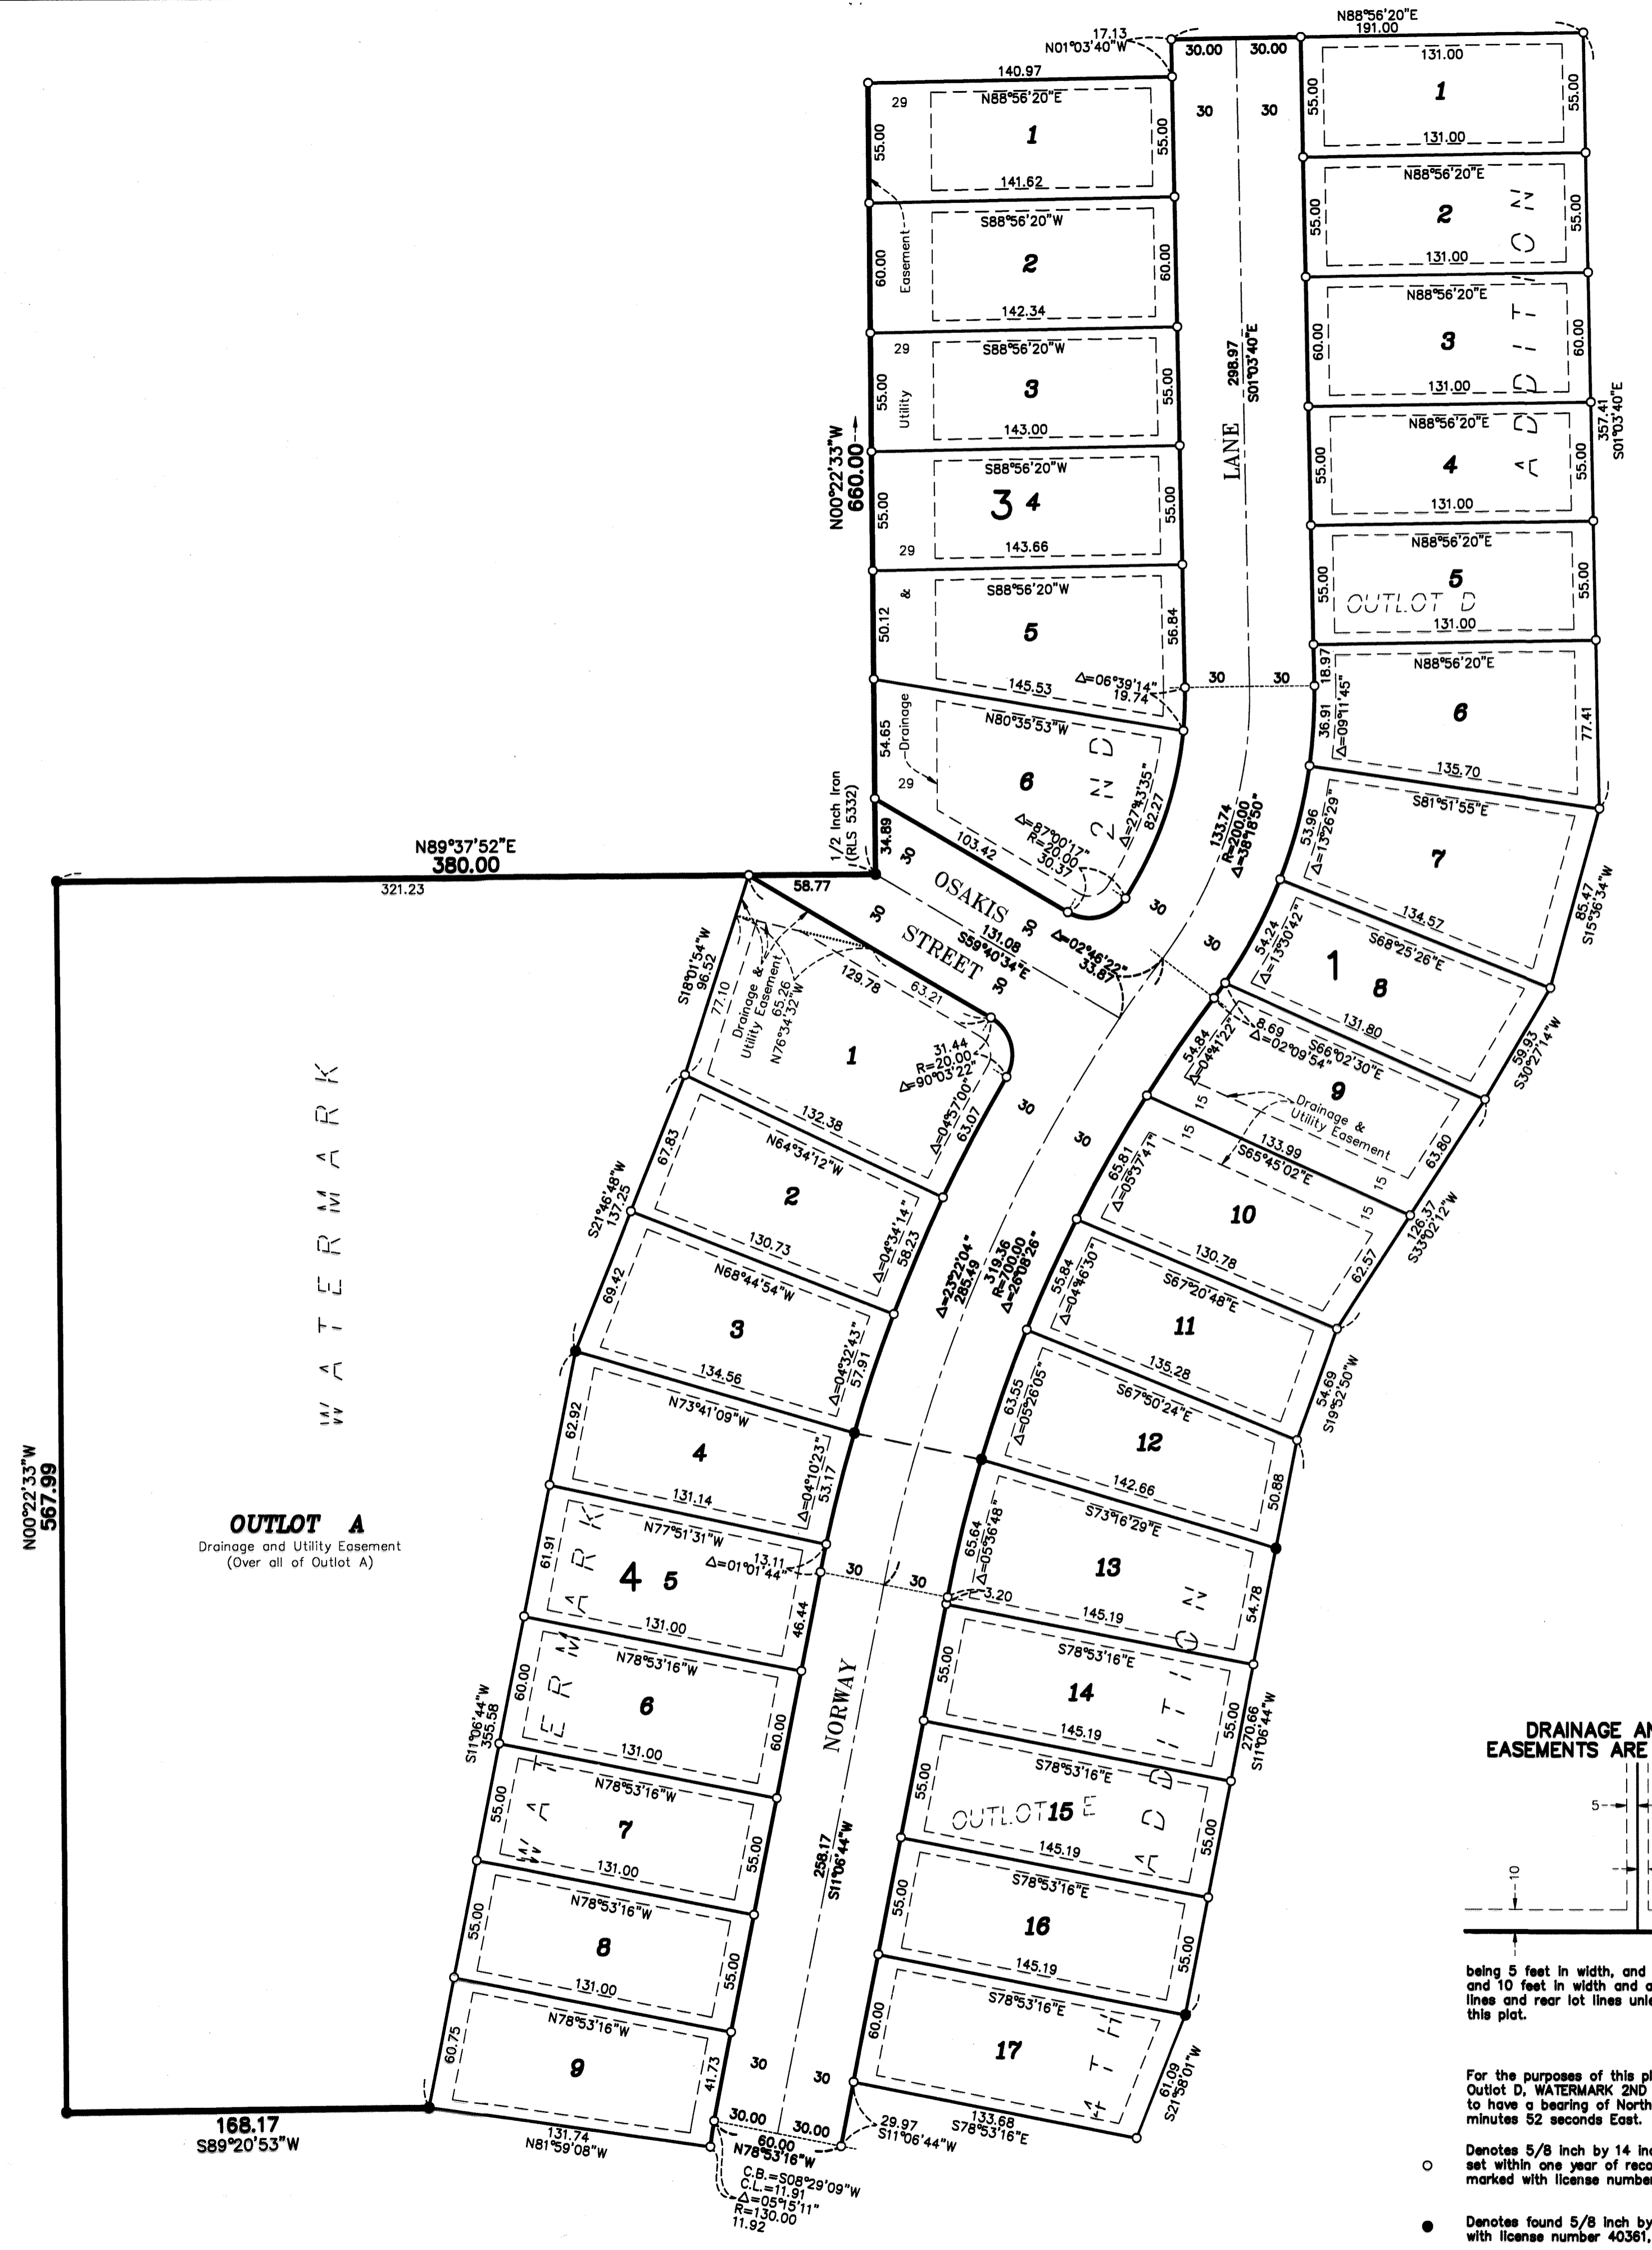 N88°56'20"E
191.00
17.13
N01°03'40"W
30.00 30.00
140.97
N88°56'20"E
29
55.00
1
55.00
141.62
S88°56'20"W
60.00
Easement
2
60.00
142.34
29
S88°56'20"W
55.00
Utility
3
55.00
143.00
N00°22'33"W
660.00
S88°56'20"W
55.00
3 4
55.00
143.66
29
&
S88°56'20"W
50.12
5
56.84
145.53
Δ=06°39'14"
19.74
N80°35'53"W
Drainage
54.65
29
6
2ND
Δ=27°43'35"
82.27
Δ=87°00'17"
R=20.00
30.37
103.42
1/2 Inch Iron
(RLS 5332)
34.89
30 30
LANE
298.97
S01°03'40"E
30 30
133.74
R=200.00
Δ=38°18'50"
131.00
55.00
1
55.00
131.00
N88°56'20"E
55.00
2
55.00
131.00
N88°56'20"E
60.00
3
60.00
131.00
N88°56'20"E
55.00
4
55.00
131.00
ADDITION
357.41
S01°03'40"E
N88°56'20"E
55.00
5
55.00
OUTLOT D
131.00
N88°56'20"E
18.97
36.91
Δ=09°11'45"
6
77.41
135.70
S81°51'55"E
53.96
Δ=13°26'29"
7
85.47
S15°36'34"W
134.57
S68°25'26"E
54.24
Δ=13°50'42"
1 8
131.80
59.93
S30°27'14"W
8.69
Δ=02°09'54"
S66°02'30"E
54.84
Δ=04°41'22"
9
Drainage &
Utility Easement
63.80
15 15
133.99
S65°45'02"E
15 15
65.81
Δ=05°37'41"
10
126.37
S33°02'12"W
62.57
130.78
S67°20'48"E
55.84
Δ=04°46'30"
11
54.69
S19°52'50"W
135.28
S67°50'24"E
63.55
Δ=05°26'05"
12
50.88
142.66
S73°16'29"E
65.64
Δ=05°36'48"
13
54.78
3.20
145.19
S78°53'16"E
55.00
14
55.00
270.66
S11°06'44"W
145.19
S78°53'16"E
55.00
OUTLOT E
15
55.00
145.19
S78°53'16"E
55.00
16
55.00
145.19
S78°53'16"E
60.00
17
61.09
S21°58'01"W
4TH
ADDITION
133.68
S78°53'16"E
29.97
S11°06'44"W
N89°37'52"E
380.00
321.23
58.77
OSAKIS
STREET
30 30
30 30
131.08
S59°40'34"E
Δ=02°46'22"
33.87
30
30
S18°01'54"W
96.52
77.10
Drainage &
Utility Easement
65.26
N76°34'32"W
129.78
63.21
1
31.44
R=20.00
Δ=90°03'22"
Δ=04°57'00"
63.07
30
30
132.38
N64°34'12"W
67.83
2
Δ=04°34'14"
58.23
S21°46'48"W
137.25
130.73
N68°44'54"W
69.42
3
Δ=04°32'43"
57.91
Δ=23°22'04"
285.49
319.36
R=700.00
Δ=26°08'26"
134.56
N73°41'09"W
62.92
4
Δ=04°10'23"
53.17
131.14
N77°51'31"W
61.91
4 5
13.11
Δ=01°01'44"
30 30
46.44
131.00
N78°53'16"W
60.00
6
60.00
S11°06'44"W
355.58
131.00
N78°53'16"W
55.00
7
55.00
131.00
N78°53'16"W
55.00
8
55.00
131.00
N78°53'16"W
60.75
9
41.73
131.74
N81°59'08"W
WATERMARK
NORWAY
258.17
S11°06'44"W
30 30
30.00 30.00
60.00
N78°53'16"W
C.B.=S08°29'09"W
C.L.=11.91
Δ=05°15'11"
R=130.00
11.92
WATERMARK
N00°22'33"W
567.99
OUTLOT A
Drainage and Utility Easement
(Over all of Outlot A)
168.17
S89°20'53"W
DRAINAGE
EASEMENTS ARE
5
10
being 5 feet in width, and
and 10 feet in width and
lines and rear lot lines
this plat.
For the purposes of this
Outlot D, WATERMARK 2ND
to have a bearing of North
minutes 52 seconds East.
Denotes 5/8 inch by 14
set within one year of
marked with license
Denotes found 5/8 inch by
with license number 40361,